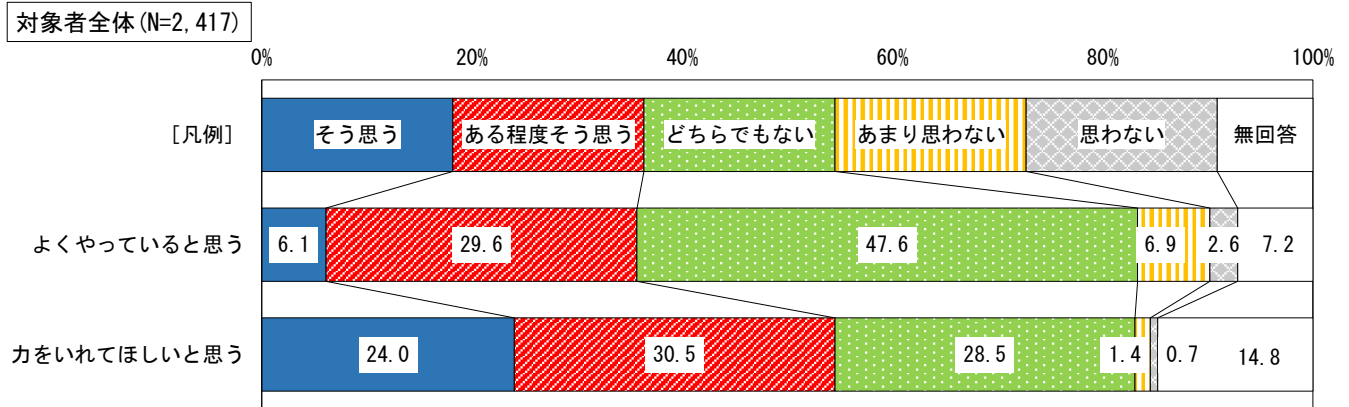 対象者全体(N=2,417)
0% 20% 40% 60% 80% 100%
[凡例] そう思う ある程度そう思う どちらでもない あまり思わない 思わない 無回答
よくやっていると思う 6.1 29.6 47.6 6.9 2.6 7.2
力をいれてほしいと思う 24.0 30.5 28.5 1.4 0.7 14.8